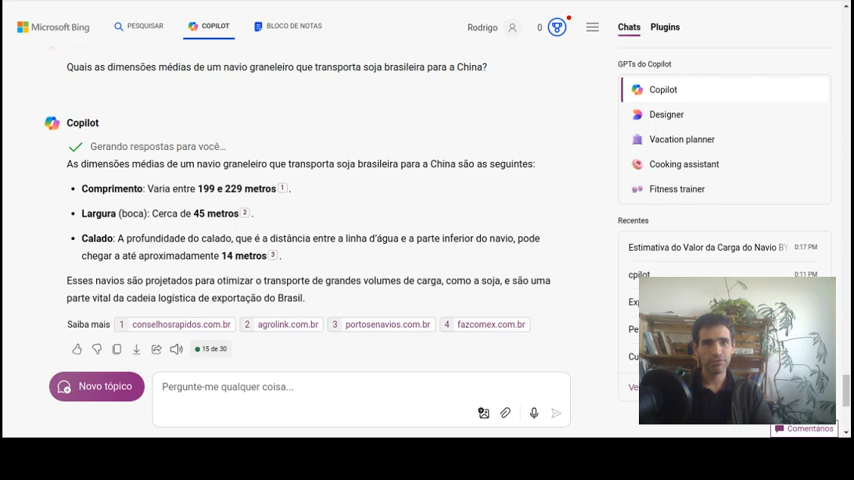 Microsoft Bing
PESQUISAR
COPILOT
BLOCO DE NOTAS
Rodrigo
0
Chats Plugins
Quais as dimensões médias de um navio graneleiro que transporta soja brasileira para a China?
Copilot
Gerando respostas para você...
As dimensões médias de um navio graneleiro que transporta soja brasileira para a China são as seguintes:
• Comprimento: Varia entre 199 e 229 metros 1 .
• Largura (boca): Cerca de 45 metros 2 .
• Calado: A profundidade do calado, que é a distância entre a linha d'água e a parte inferior do navio, pode
chegar a até aproximadamente 14 metros 3 .
Esses navios são projetados para otimizar o transporte de grandes volumes de carga, como a soja, e são uma
parte vital da cadeia logística de exportação do Brasil.
Saiba mais 1 conselhosrapidos.com.br 2 agrolink.com.br 3 portosenavios.com.br 4 fazcomex.com.br
15 de 30
Novo tópico
Pergunte-me qualquer coisa...
GPTs do Copilot
Copilot
Designer
Vacation planner
Cooking assistant
Fitness trainer
Recentes
Estimativa do Valor da Carga do Navio 0:17 PM
cpilot 0:11 PM
Comentários